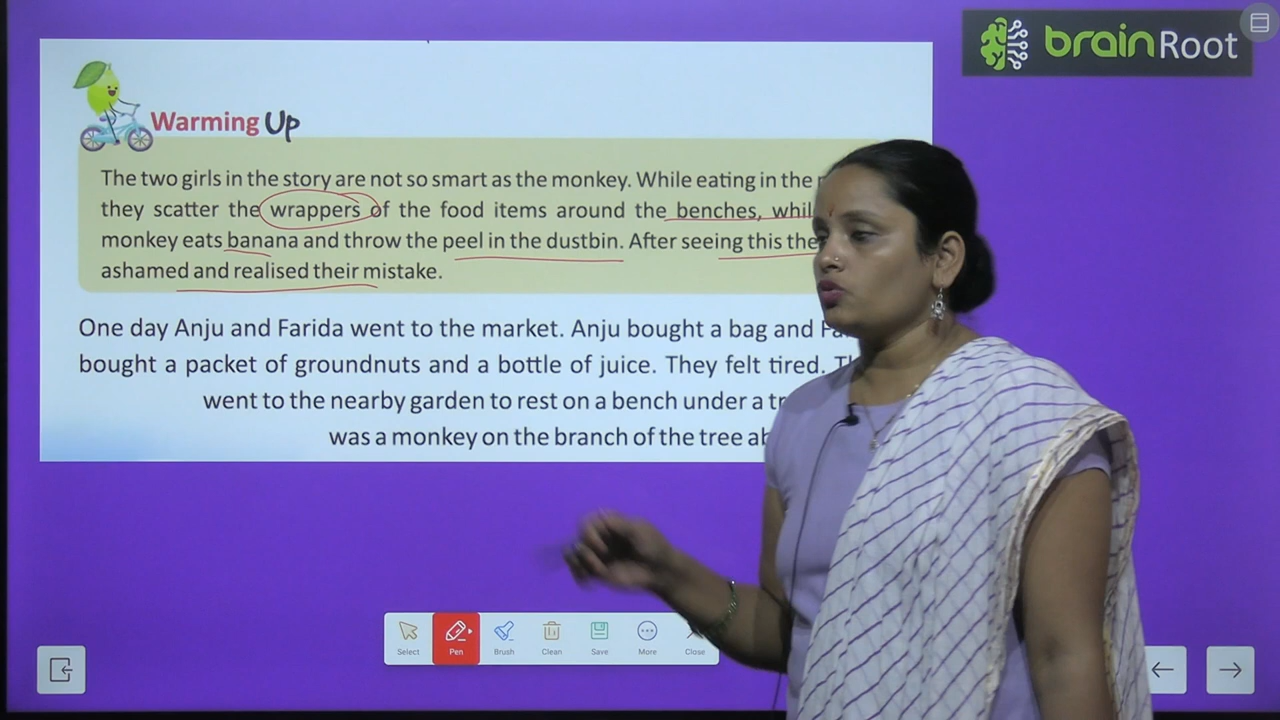 brainRoot
Warming Up
The two girls in the story are not so smart as the monkey. While eating in the
they scatter the wrappers of the food items around the benches,
monkey eats banana and throw the peel in the dustbin. After seeing this
ashamed and realised their mistake.
One day Anju and Farida went to the market. Anju bought a bag and
bought a packet of groundnuts and a bottle of juice. They felt tired.
went to the nearby garden to rest on a bench under a
was a monkey on the branch of the tree
Select Pen Brush Clean Save More Close